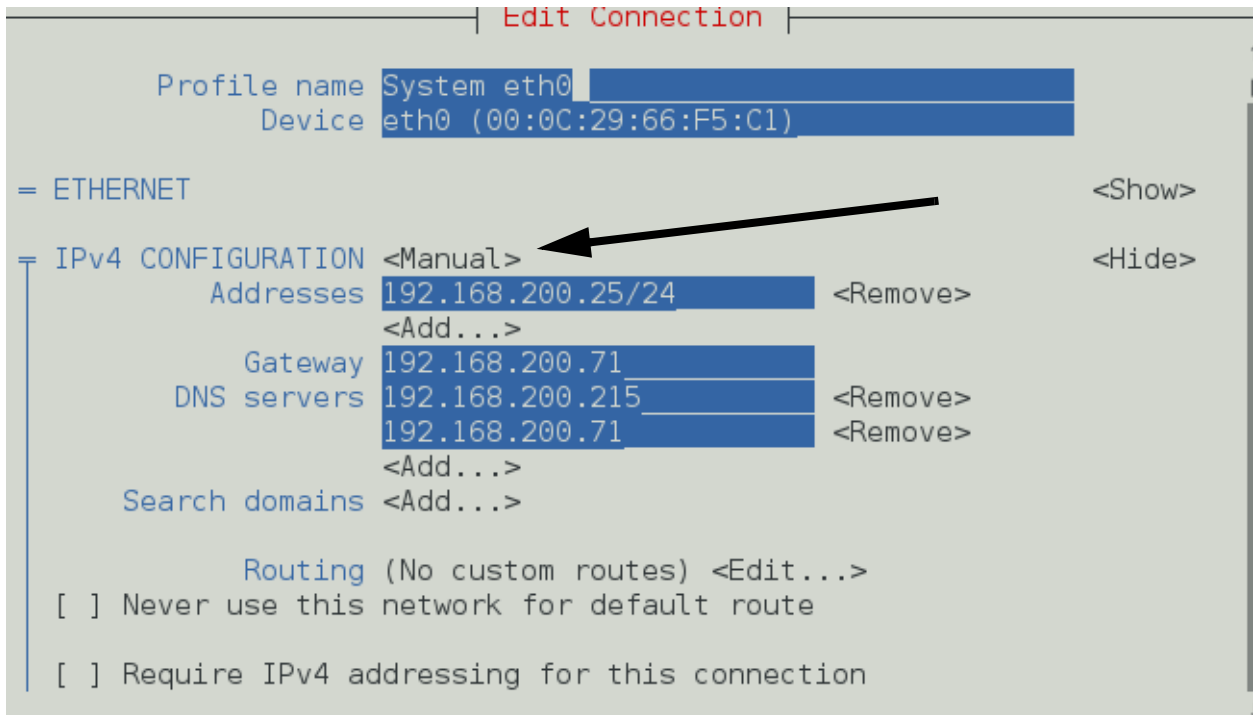 Edit Connection
Profile name System eth0
Device eth0 (00:0C:29:66:F5:C1)
= ETHERNET <Show>
IPv4 CONFIGURATION <Manual> <Hide>
Addresses 192.168.200.25/24 <Remove>
<Add...>
Gateway 192.168.200.71
DNS servers 192.168.200.215 <Remove>
192.168.200.71 <Remove>
<Add...>
Search domains <Add...>
Routing (No custom routes) <Edit...>
[ ] Never use this network for default route
[ ] Require IPv4 addressing for this connection